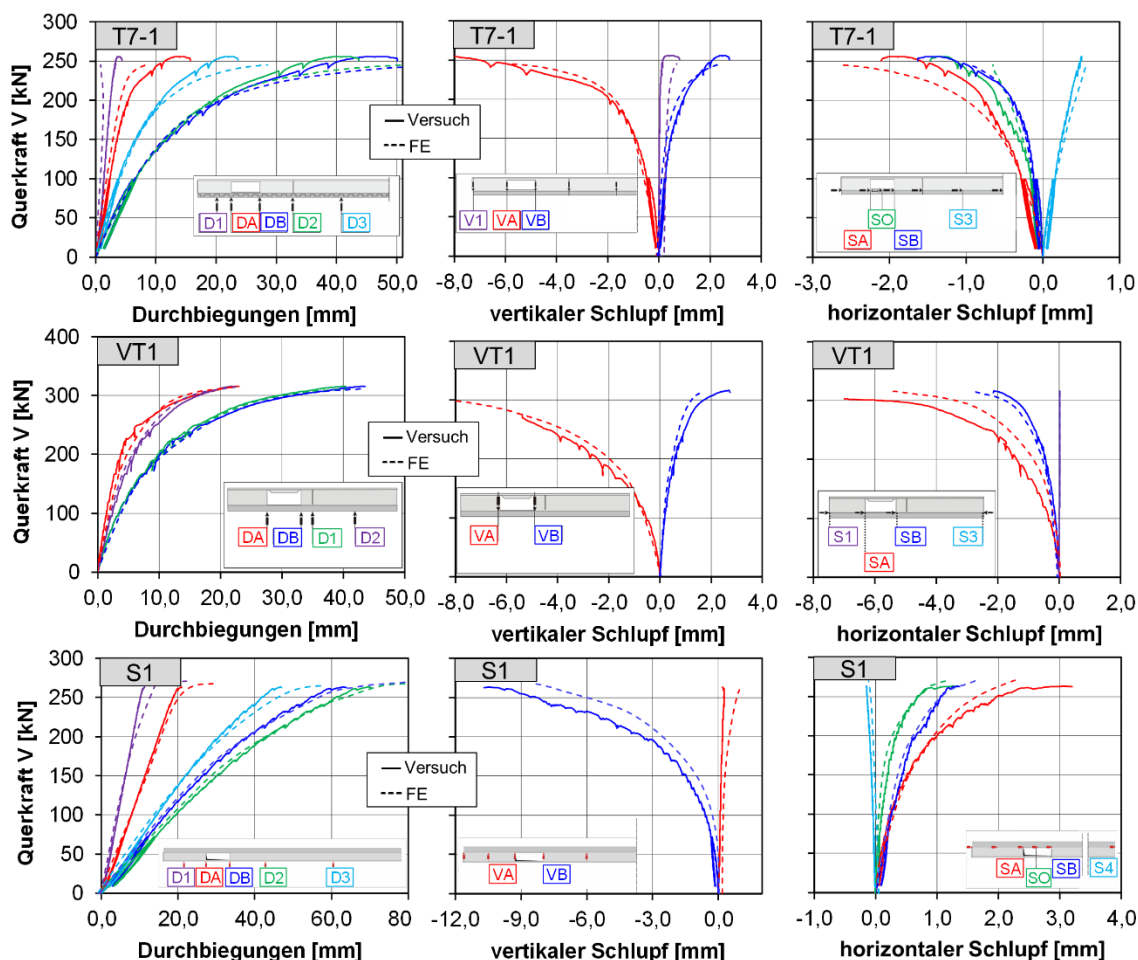 T7-1
Querkraft V [kN]
300
250
200
150
100
50
0
0,0 10,0 20,0 30,0 40,0 50,0
Durchbiegungen [mm]
D1 DA DB D2 D3
Versuch
FE
T7-1
-8,0 -6,0 -4,0 -2,0 0,0 2,0 4,0
vertikaler Schlupf [mm]
V1 VA VB
T7-1
-3,0 -2,0 -1,0 0,0 1,0
horizontaler Schlupf [mm]
SO S3
SA SB
VT1
Querkraft V [kN]
400
300
200
100
0
0,0 10,0 20,0 30,0 40,0 50,0
Durchbiegungen [mm]
DA DB D1 D2
Versuch
FE
VT1
-8,0 -6,0 -4,0 -2,0 0,0 2,0 4,0
vertikaler Schlupf [mm]
VA VB
VT1
-8,0 -6,0 -4,0 -2,0 0,0 2,0
horizontaler Schlupf [mm]
S1 SB S3
SA
S1
Querkraft V [kN]
300
250
200
150
100
50
0
0,0 20,0 40,0 60,0 80,0
Durchbiegungen [mm]
D1 DA DB D2 D3
Versuch
FE
S1
-12,0 -9,0 -6,0 -3,0 0,0 3,0
vertikaler Schlupf [mm]
VA VB
S1
-1,0 0,0 1,0 2,0 3,0 4,0
horizontaler Schlupf [mm]
SA SB S4
SO